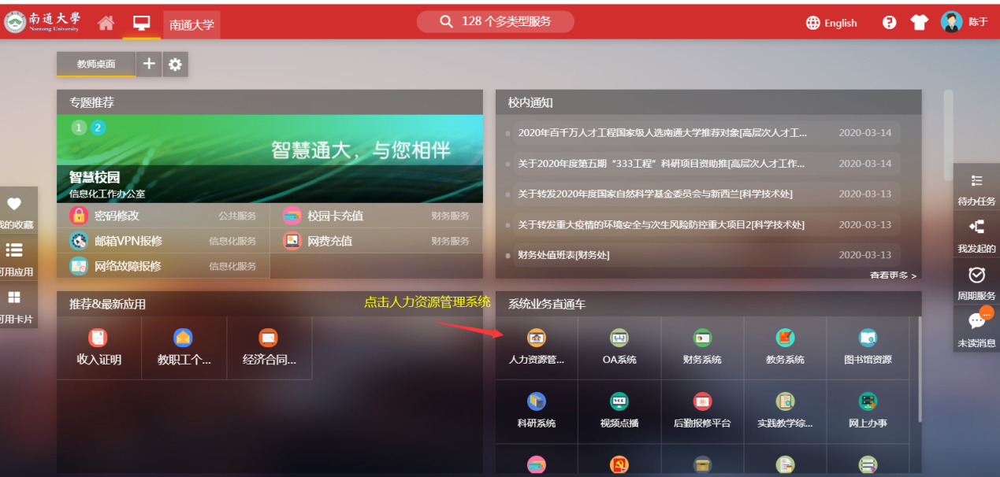 南通大學
Nantong University
南通大学
128 个多类型服务
English
陈于
教师桌面
专题推荐
1 2
智慧通大，与您相伴
智慧校园
信息化工作办公室
密码修改 公共服务
校园卡充值 财务服务
邮箱VPN报修 信息化服务
网费充值 财务服务
网络故障报修 信息化服务
校内通知
2020年百千万人才工程国家级人选南通大学推荐对象[高层次人才工... 2020-03-14
关于2020年度第五期“333工程”科研项目资助推[高层次人才工作... 2020-03-14
关于转发2020年度国家自然科学基金委员会与新西兰[科学技术处] 2020-03-13
关于转发重大疫情的环境安全与次生风险防控重大项目2[科学技术处] 2020-03-13
财务处值班表[财务处] 2020-03-13
查看更多 >
我的收藏
可用应用
可用卡片
待办任务
我发起的
周期服务
未读消息
推荐&最新应用
收入证明
教职工个...
经济合同...
点击人力资源管理系统
系统业务直通车
人力资源管...
OA系统
财务系统
教务系统
图书馆资源
科研系统
视频点播
后勤报修平台
实践教学综...
网上办事